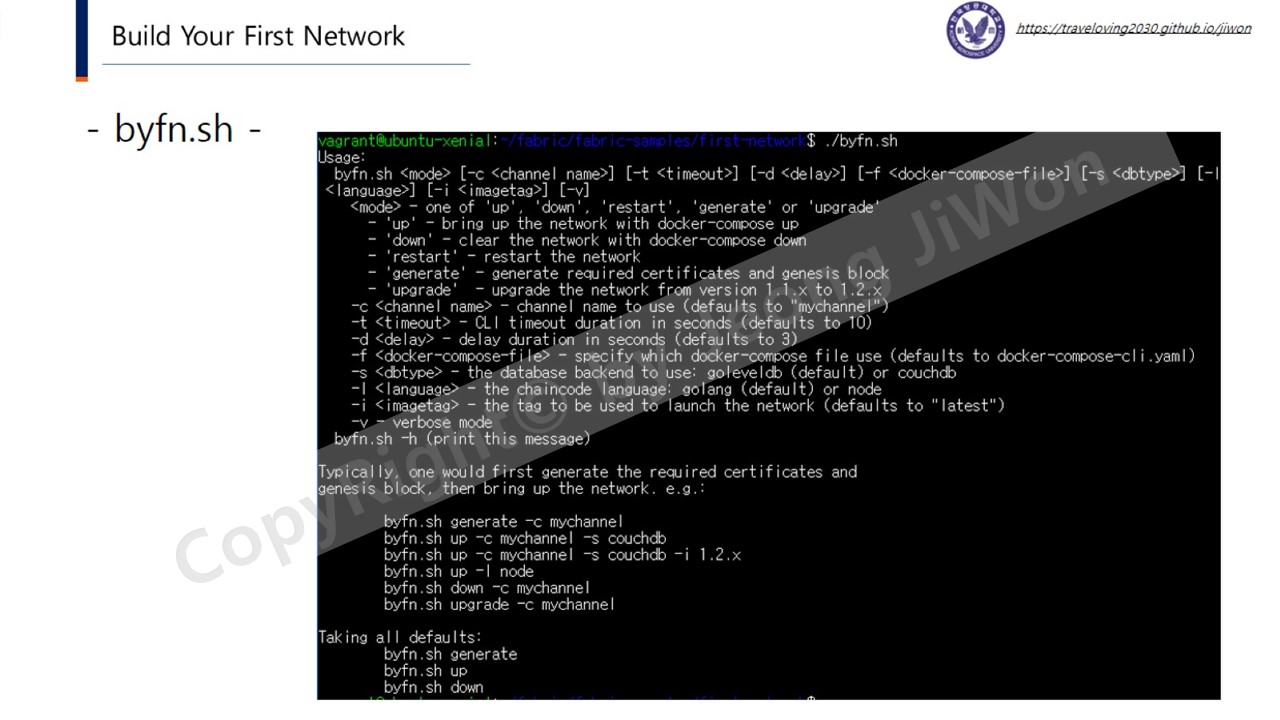 Build Your First Network
https://traveloving2030.github.io/jiwon
- byfn.sh -
vagrant@ubuntu-xenial:~/fabric/fabric-samples/first-network$ ./byfn.sh
Usage:
byfn.sh <mode> [-c <channel name>] [-t <timeout>] [-d <delay>] [-f <docker-compose-file>] [-s <dbtype>] [-l
<language>] [-i <imagetag>] [-v]
<mode> - one of 'up', 'down', 'restart', 'generate' or 'upgrade'
- 'up' - bring up the network with docker-compose up
- 'down' - clear the network with docker-compose down
- 'restart' - restart the network
- 'generate' - generate required certificates and genesis block
- 'upgrade'  - upgrade the network from version 1.1.x to 1.2.x
-c <channel name> - channel name to use (defaults to "mychannel")
-t <timeout> - CLI timeout duration in seconds (defaults to 10)
-d <delay> - delay duration in seconds (defaults to 3)
-f <docker-compose-file> - specify which docker-compose file use (defaults to docker-compose-cli.yaml)
-s <dbtype> - the database backend to use: goleveldb (default) or couchdb
-l <language> - the chaincode language: golang (default) or node
-i <imagetag> - the tag to be used to launch the network (defaults to "latest")
-v - verbose mode
byfn.sh -h (print this message)
Typically, one would first generate the required certificates and
genesis block, then bring up the network. e.g.:
byfn.sh generate -c mychannel
byfn.sh up -c mychannel -s couchdb
byfn.sh up -c mychannel -s couchdb -i 1.2.x
byfn.sh up -l node
byfn.sh down -c mychannel
byfn.sh upgrade -c mychannel
Taking all defaults:
byfn.sh generate
byfn.sh up
byfn.sh down
CopyRight© by Jeong JiWon